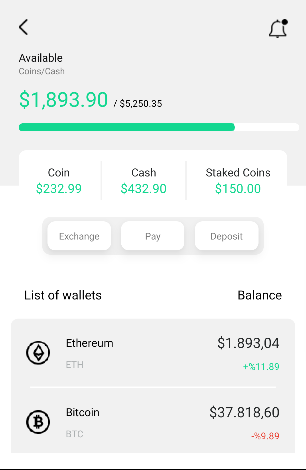 Available
Coins/Cash
$1,893.90 / $5,250.35
Coin Cash Staked Coins
$232.99 $432.90 $150.00
Exchange Pay Deposit
List of wallets Balance
Ethereum $1.893,04
ETH +%11.89
Bitcoin $37.818,60
BTC -%9.89